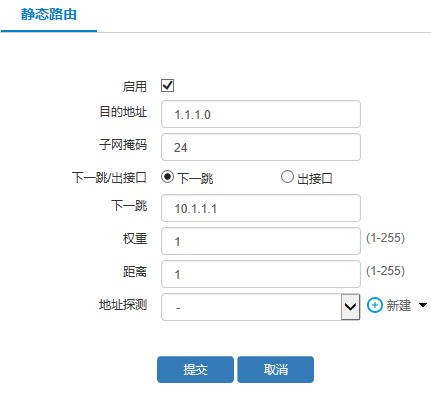 静态路由
启用
目的地址 1.1.1.0
子网掩码 24
下一跳/出接口 下一跳 出接口
下一跳 10.1.1.1
权重 1 (1-255)
距离 1 (1-255)
地址探测 - 新建
提交 取消